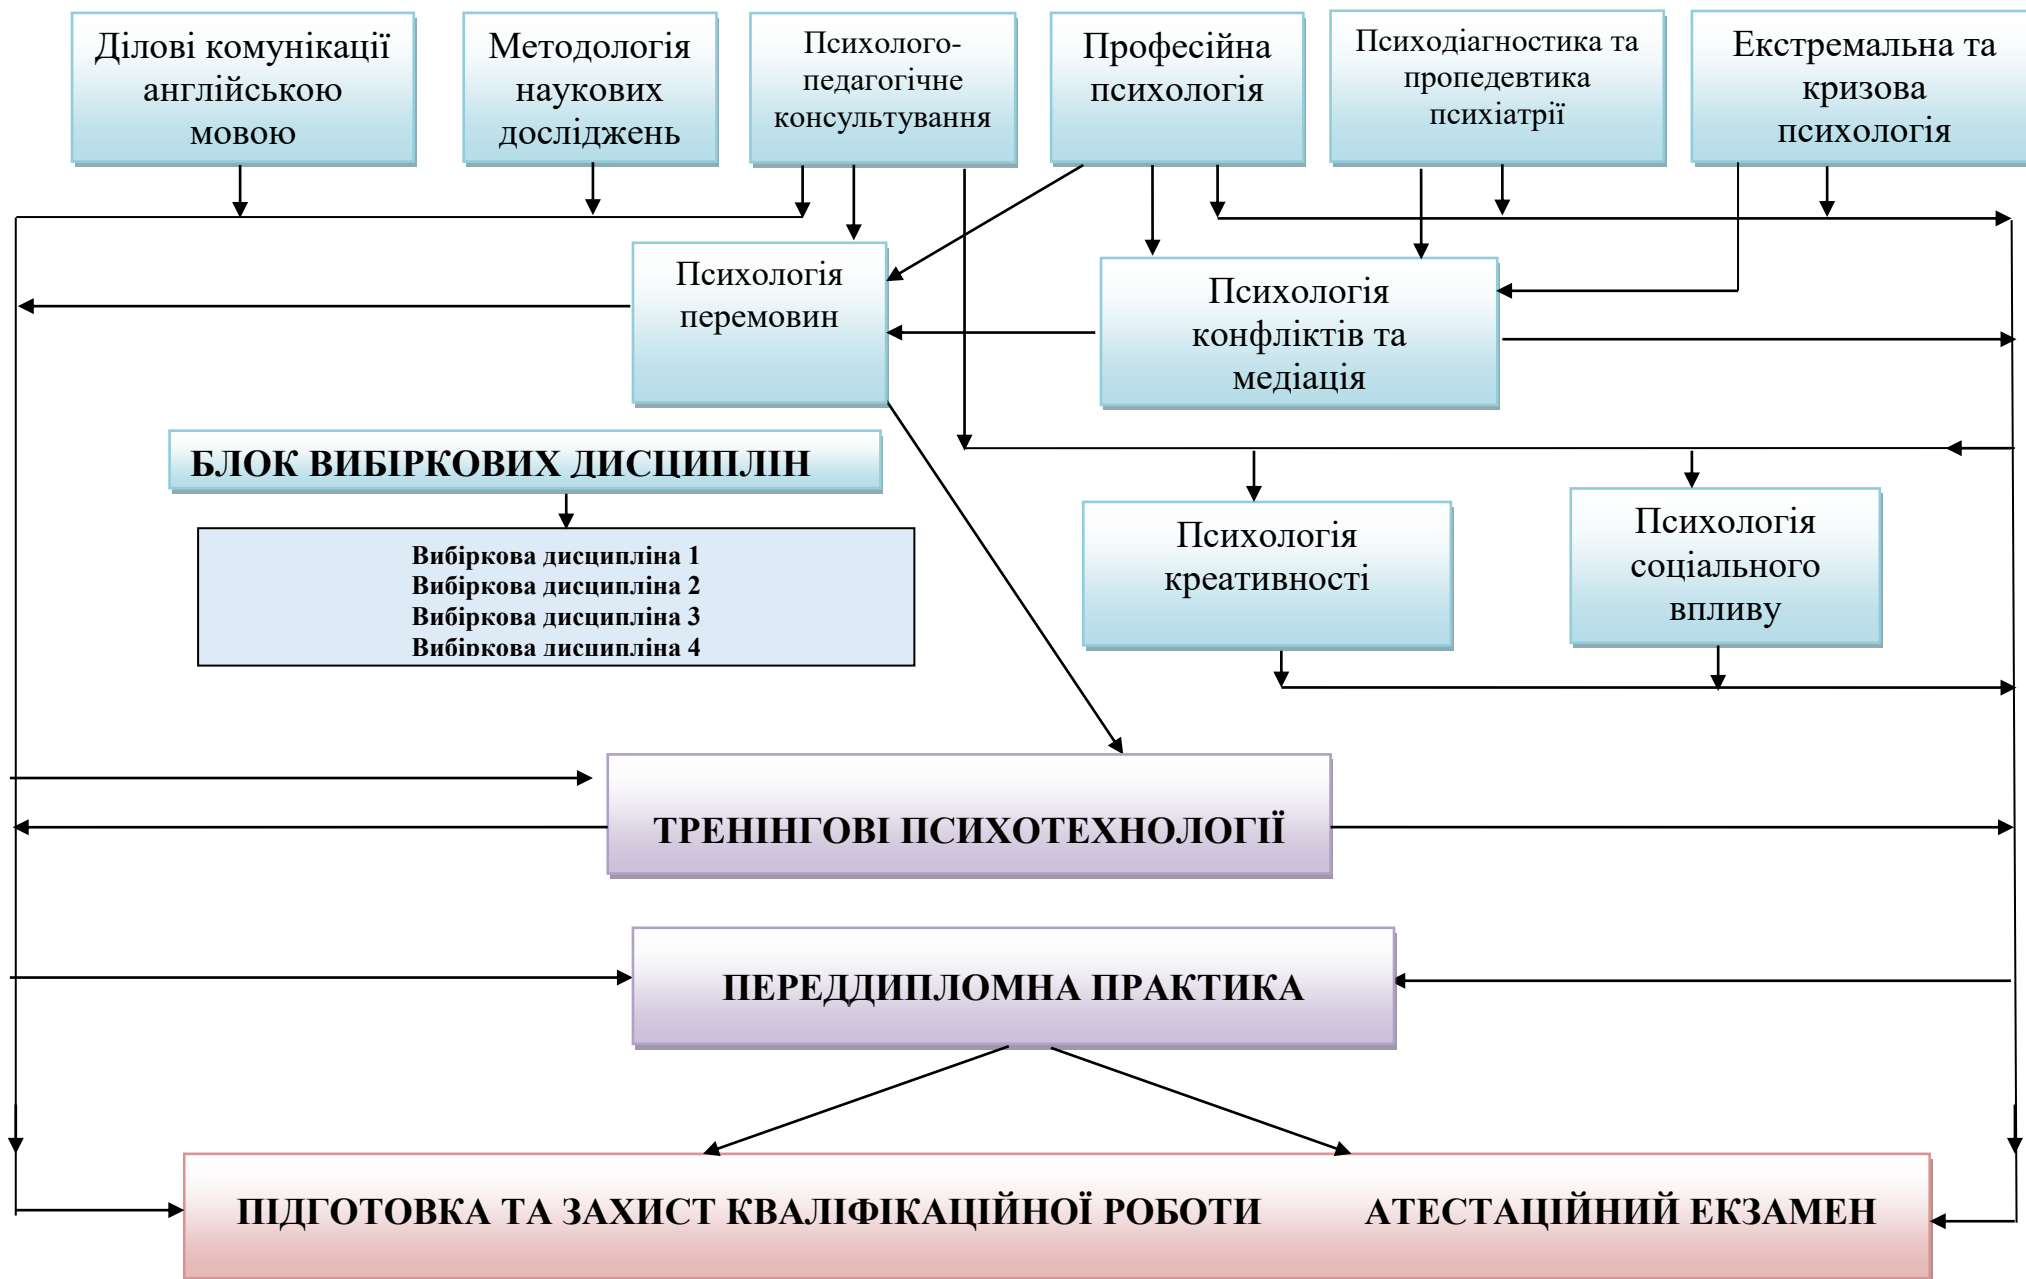 Ділові комунікації
англійською
мовою
Методологія
наукових
досліджень
Психолого-
педагогічне
консультування
Професійна
психологія
Психодіагностика та
пропедевтика
психіатрії
Екстремальна та
кризова
психологія
Психологія
перемовин
Психологія
конфліктів та
медіація
БЛОК ВИБІРКОВИХ ДИСЦИПЛІН
Вибіркова дисципліна 1
Вибіркова дисципліна 2
Вибіркова дисципліна 3
Вибіркова дисципліна 4
Психологія
креативності
Психологія
соціального
впливу
ТРЕНІНГОВІ ПСИХОТЕХНОЛОГІЇ
ПЕРЕДДИПЛОМНА ПРАКТИКА
ПІДГОТОВКА ТА ЗАХИСТ КВАЛІФІКАЦІЙНОЇ РОБОТИ АТЕСТАЦІЙНИЙ ЕКЗАМЕН